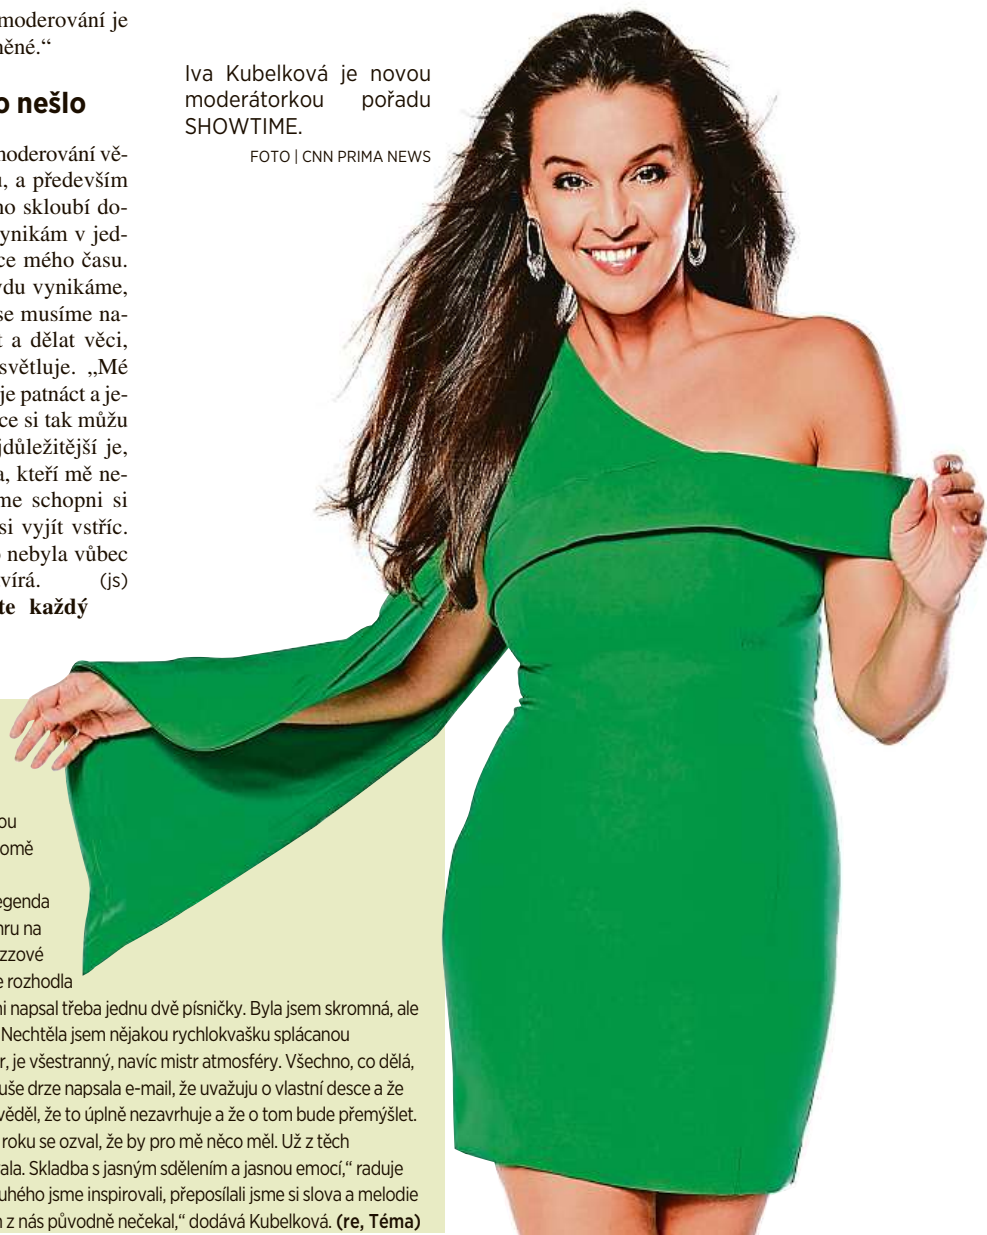 moderování je
něné.“
o nešlo
moderování vě-
u, a především
ho skloubí do-
vynikám v jed-
ce mého času.
vdu vynikáme,
se musíme na-
t a dělat věci,
světluje. „Mé
je patnáct a je-
ce si tak můžu
jdůležitější je,
a, kteří mě ne-
me schopni si
si vyjít vstříc.
o nebyla vůbec
vírá. (js)
te každý
Iva Kubelková je novou
moderátorkou pořadu
SHOWTIME.
FOTO | CNN PRIMA NEWS
ou
omě
egenda
hru na
zzové
e rozhodla
ni napsal třeba jednu dvě písničky. Byla jsem skromná, ale
Nechtěla jsem nějakou rychlokvašku splácanou
r, je všestranný, navíc mistr atmosféry. Všechno, co dělá,
uše drze napsala e-mail, že uvažuju o vlastní desce a že
věděl, že to úplně nezavrhuje a že o tom bude přemýšlet.
roku se ozval, že by pro mě něco měl. Už z těch
ala. Skladba s jasným sdělením a jasnou emocí,“ raduje
uhého jsme inspirovali, přeposílali jsme si slova a melodie
n z nás původně nečekal,“ dodává Kubelková. (re, Téma)